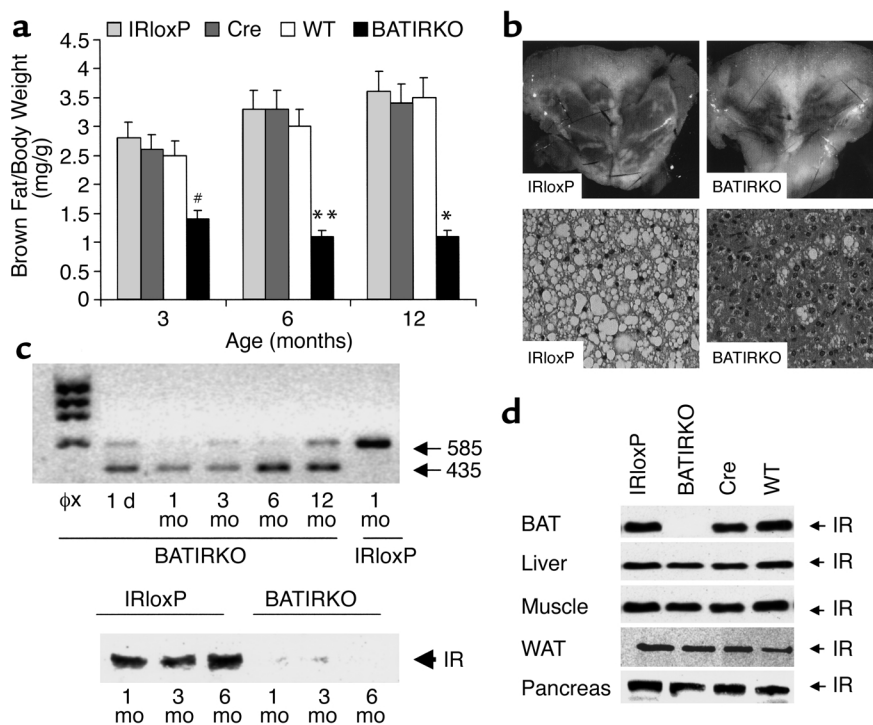 a
IRloxP Cre WT BATIRKO
Brown Fat/Body Weight
(mg/g)
4.5
4
3.5
3
2.5
2
1.5
1
0.5
0
#
**
*
3 6 12
Age (months)
b
IRloxP BATIRKO
IRloxP BATIRKO
c
585
435
ϕx 1 d 1 mo 3 mo 6 mo 12 mo 1 mo
BATIRKO IRloxP
IRloxP BATIRKO
IR
1 mo 3 mo 6 mo 1 mo 3 mo 6 mo
d
IRloxP BATIRKO Cre WT
BAT IR
Liver IR
Muscle IR
WAT IR
Pancreas IR